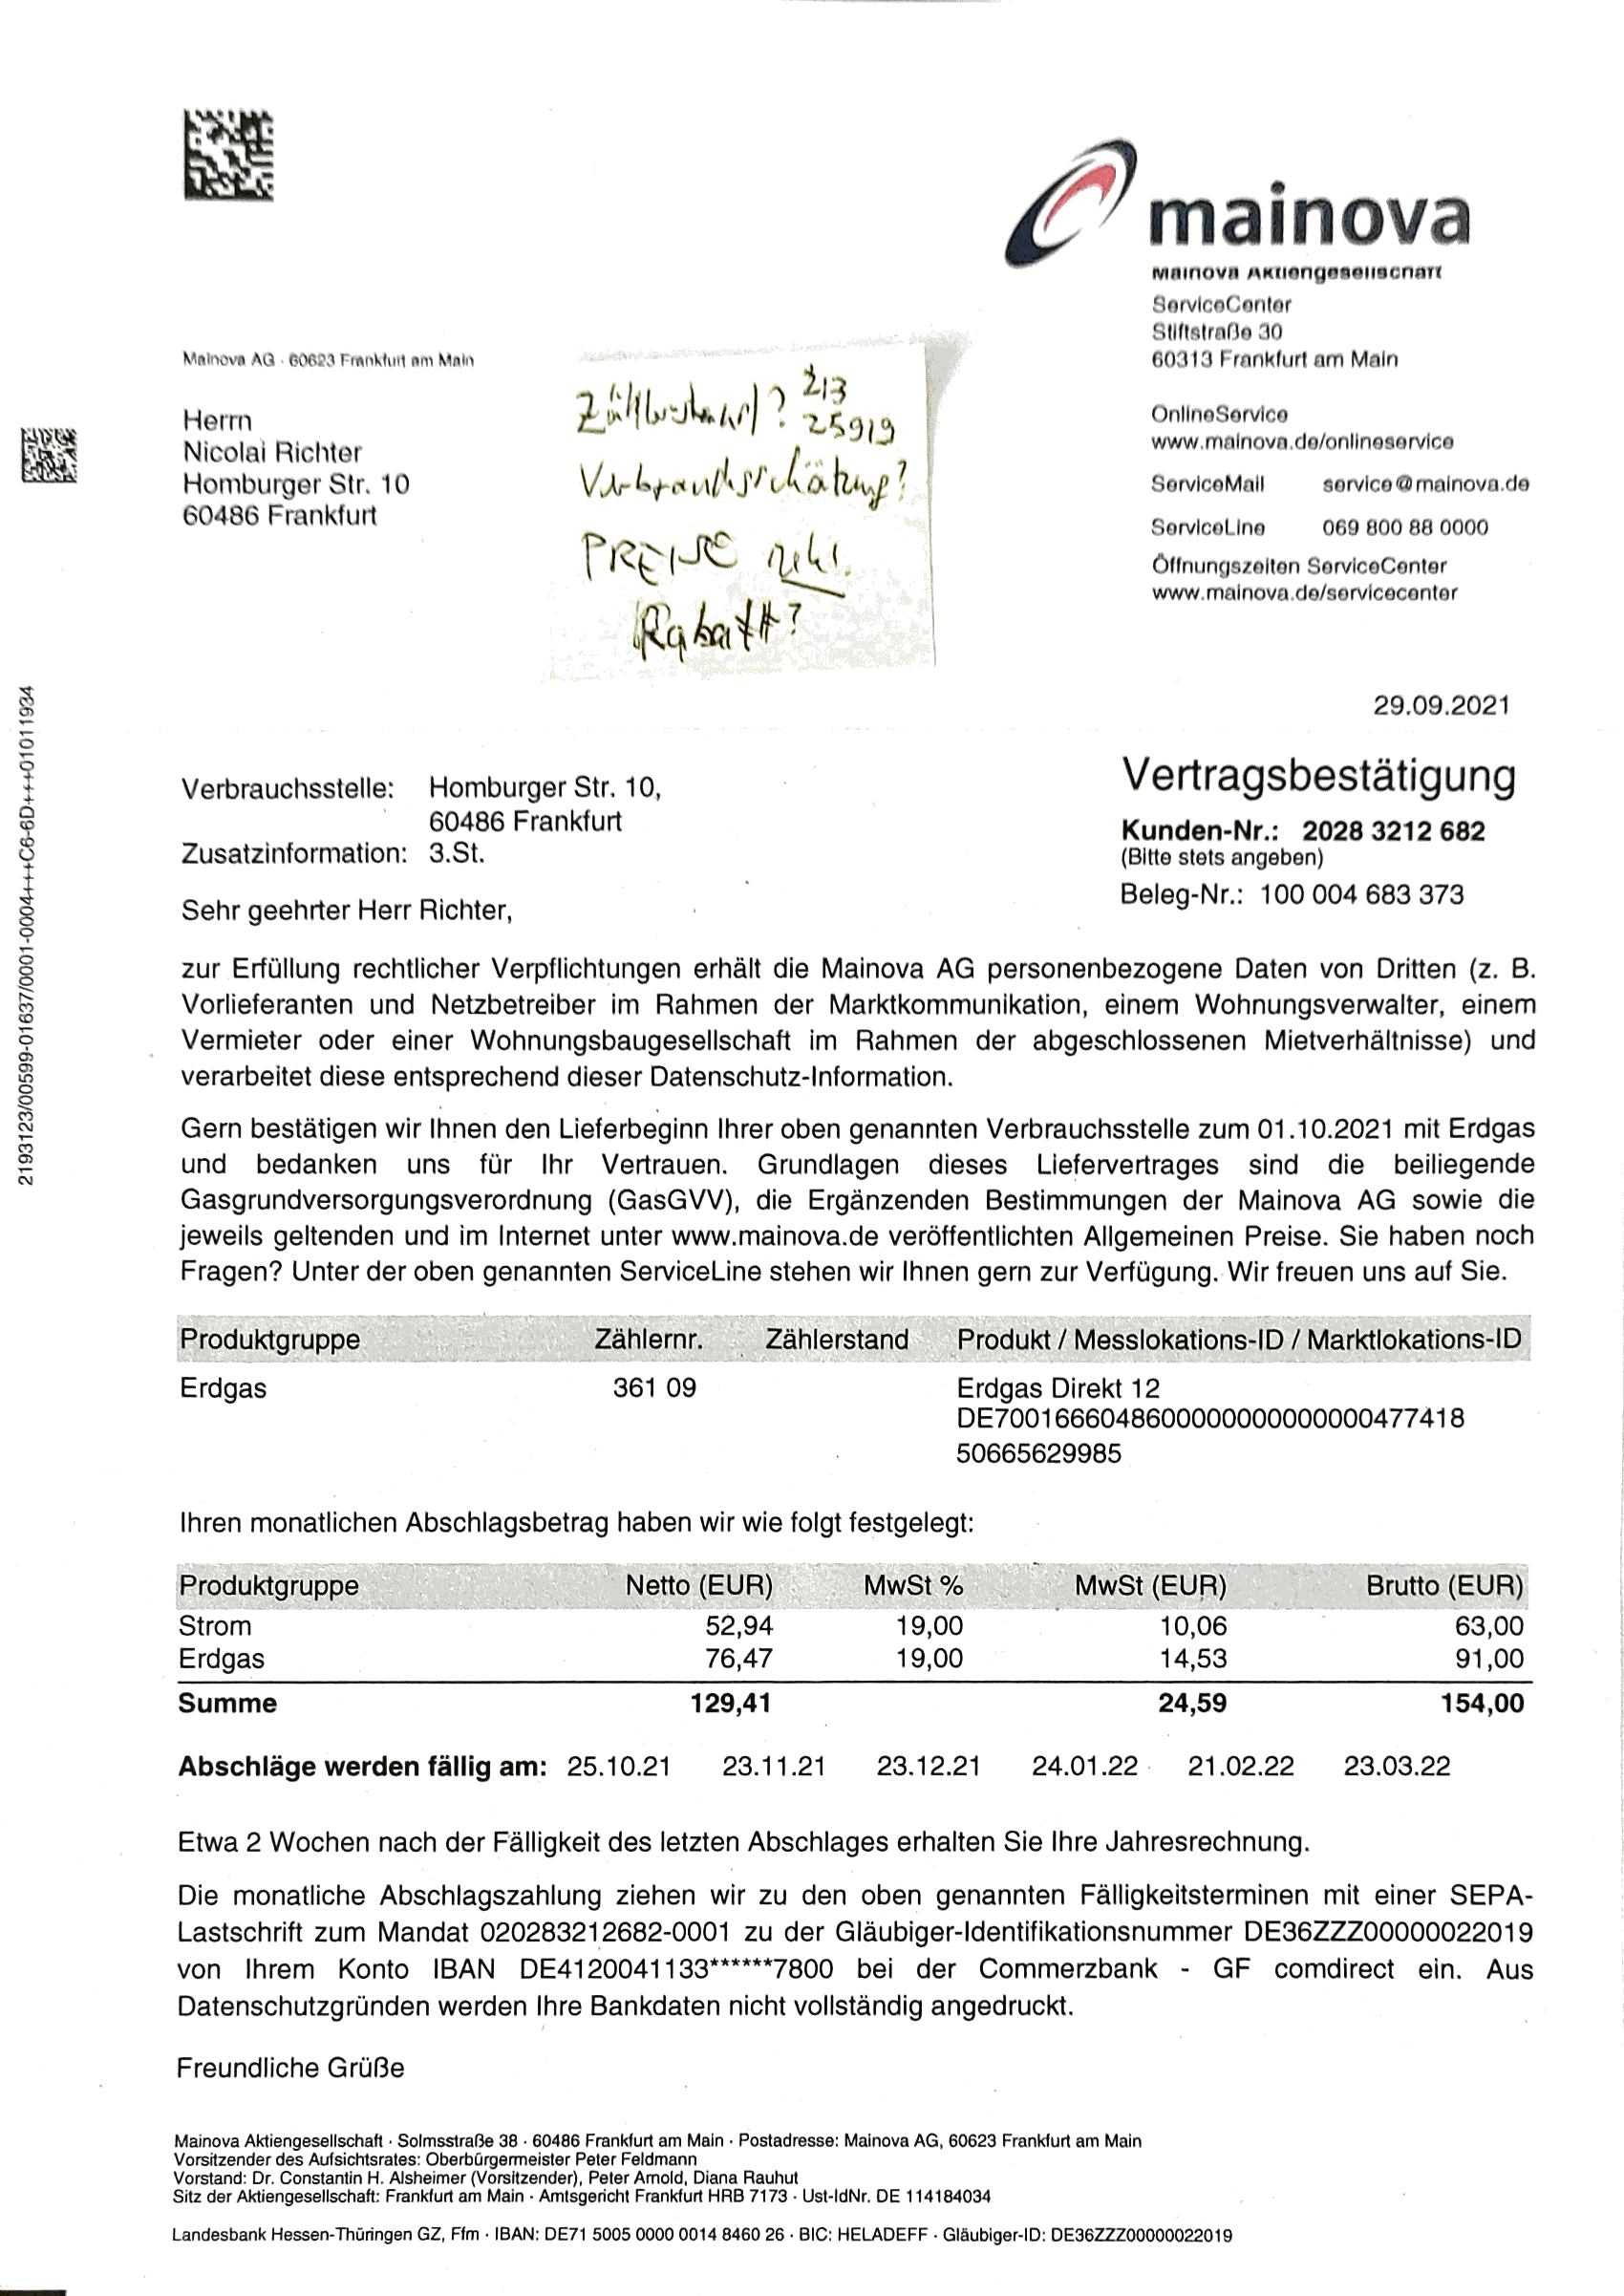 mainova
Mainova Aktiengesellschaft
ServiceCenter
Stiftstraße 30
60313 Frankfurt am Main
OnlineService
www.mainova.de/onlineservice
ServiceMail service@mainova.de
ServiceLine 069 800 88 0000
Öffnungszeiten ServiceCenter
www.mainova.de/servicecenter
Mainova AG · 60623 Frankfurt am Main
Herrn
Nicolai Richter
Homburger Str. 10
60486 Frankfurt
213
25919
Verbrauchsschätzung?
PREISE
Rabatt?
2193123/00599-01637/0001-0004+++C6-6D+++01011934
29.09.2021
Vertragsbestätigung
Kunden-Nr.: 2028 3212 682
(Bitte stets angeben)
Beleg-Nr.: 100 004 683 373
Verbrauchsstelle: Homburger Str. 10,
60486 Frankfurt
Zusatzinformation: 3.St.
Sehr geehrter Herr Richter,
zur Erfüllung rechtlicher Verpflichtungen erhält die Mainova AG personenbezogene Daten von Dritten (z. B.
Vorlieferanten und Netzbetreiber im Rahmen der Marktkommunikation, einem Wohnungsverwalter, einem
Vermieter oder einer Wohnungsbaugesellschaft im Rahmen der abgeschlossenen Mietverhältnisse) und
verarbeitet diese entsprechend dieser Datenschutz-Information.
Gern bestätigen wir Ihnen den Lieferbeginn Ihrer oben genannten Verbrauchsstelle zum 01.10.2021 mit Erdgas
und bedanken uns für Ihr Vertrauen. Grundlagen dieses Liefervertrages sind die beiliegende
Gasgrundversorgungsverordnung (GasGVV), die Ergänzenden Bestimmungen der Mainova AG sowie die
jeweils geltenden und im Internet unter www.mainova.de veröffentlichten Allgemeinen Preise. Sie haben noch
Fragen? Unter der oben genannten ServiceLine stehen wir Ihnen gern zur Verfügung. Wir freuen uns auf Sie.
Produktgruppe Zählernr. Zählerstand Produkt / Messlokations-ID / Marktlokations-ID
Erdgas 361 09 Erdgas Direkt 12
DE7001666048600000000000000477418
50665629985
Ihren monatlichen Abschlagsbetrag haben wir wie folgt festgelegt:
Produktgruppe Netto (EUR) MwSt % MwSt (EUR) Brutto (EUR)
Strom 52,94 19,00 10,06 63,00
Erdgas 76,47 19,00 14,53 91,00
Summe 129,41 24,59 154,00
Abschläge werden fällig am: 25.10.21 23.11.21 23.12.21 24.01.22 21.02.22 23.03.22
Etwa 2 Wochen nach der Fälligkeit des letzten Abschlages erhalten Sie Ihre Jahresrechnung.
Die monatliche Abschlagszahlung ziehen wir zu den oben genannten Fälligkeitsterminen mit einer SEPA-
Lastschrift zum Mandat 020283212682-0001 zu der Gläubiger-Identifikationsnummer DE36ZZZ00000022019
von Ihrem Konto IBAN DE4120041133******7800 bei der Commerzbank - GF comdirect ein. Aus
Datenschutzgründen werden Ihre Bankdaten nicht vollständig angedruckt.
Freundliche Grüße
Mainova Aktiengesellschaft · Solmsstraße 38 · 60486 Frankfurt am Main · Postadresse: Mainova AG, 60623 Frankfurt am Main
Vorsitzender des Aufsichtsrates: Oberbürgermeister Peter Feldmann
Vorstand: Dr. Constantin H. Alsheimer (Vorsitzender), Peter Arnold, Diana Rauhut
Sitz der Aktiengesellschaft: Frankfurt am Main · Amtsgericht Frankfurt HRB 7173 · Ust-IdNr. DE 114184034
Landesbank Hessen-Thüringen GZ, Ffm · IBAN: DE71 5005 0000 0014 8460 26 · BIC: HELADEFF · Gläubiger-ID: DE36ZZZ00000022019